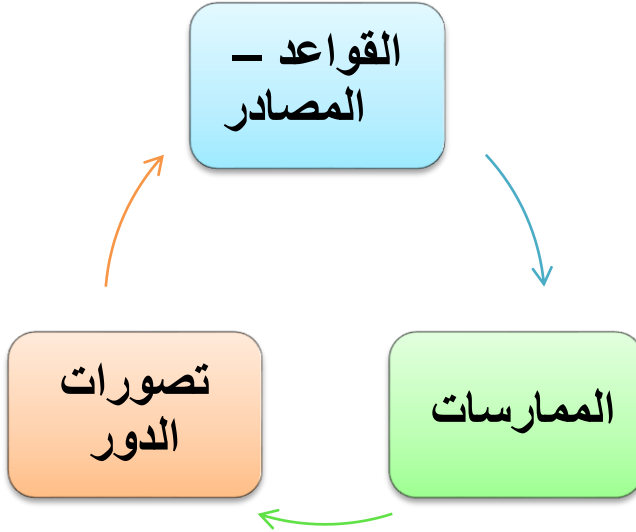 القواعد –
المصادر
الممارسات
تصورات
الدور